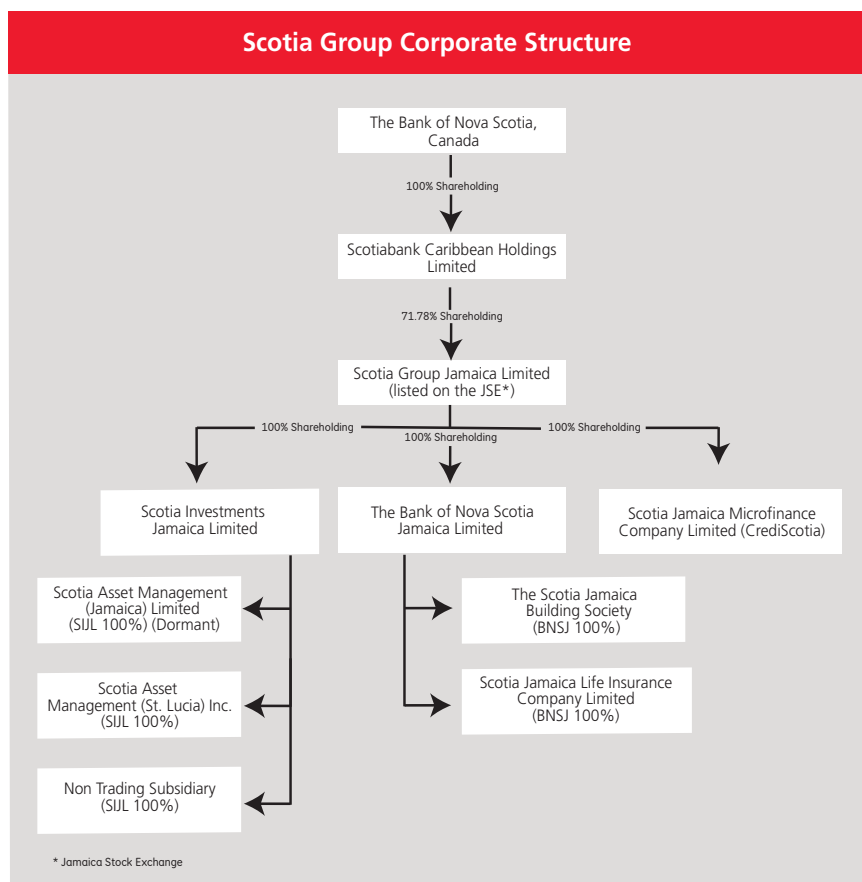 Scotia Group Corporate Structure
The Bank of Nova Scotia,
Canada
100% Shareholding
Scotiabank Caribbean Holdings
Limited
71.78% Shareholding
Scotia Group Jamaica Limited
(listed on the JSE*)
100% Shareholding
100% Shareholding
100% Shareholding
Scotia Investments
Jamaica Limited
The Bank of Nova Scotia
Jamaica Limited
Scotia Jamaica Microfinance
Company Limited (CrediScotia)
Scotia Asset Management
(Jamaica) Limited
(SIJL 100%) (Dormant)
The Scotia Jamaica
Building Society
(BNSJ 100%)
Scotia Asset
Management (St. Lucia) Inc.
(SIJL 100%)
Scotia Jamaica Life Insurance
Company Limited
(BNSJ 100%)
Non Trading Subsidiary
(SIJL 100%)
* Jamaica Stock Exchange